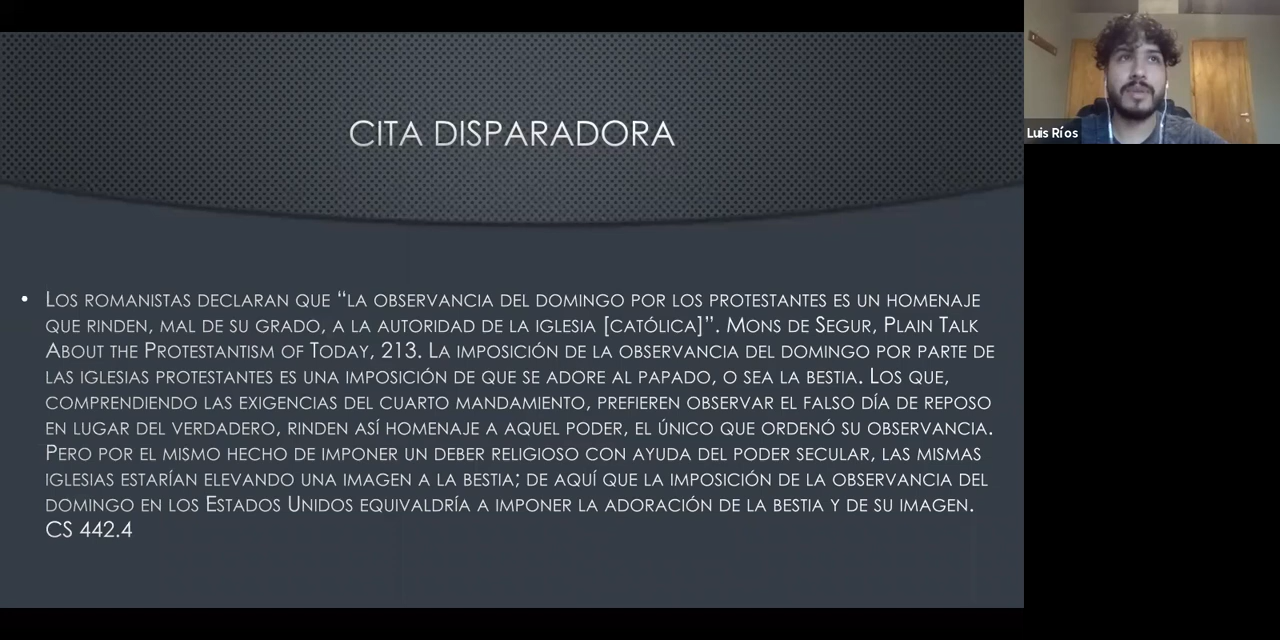 CITA DISPARADORA
Luis Ríos
• Los romanistas declaran que “la observancia del domingo por los protestantes es un homenaje
que rinden, mal de su grado, a la autoridad de la iglesia [católica]”. Mons de Segur, Plain Talk
About the Protestantism of Today, 213. La imposición de la observancia del domingo por parte de
las iglesias protestantes es una imposición de que se adore al papado, o sea la bestia. Los que,
comprendiendo las exigencias del cuarto mandamiento, prefieren observar el falso día de reposo
en lugar del verdadero, rinden así homenaje a aquel poder, el único que ordenó su observancia.
Pero por el mismo hecho de imponer un deber religioso con ayuda del poder secular, las mismas
iglesias estarían elevando una imagen a la bestia; de aquí que la imposición de la observancia del
domingo en los Estados Unidos equivaldría a imponer la adoración de la bestia y de su imagen.
CS 442.4